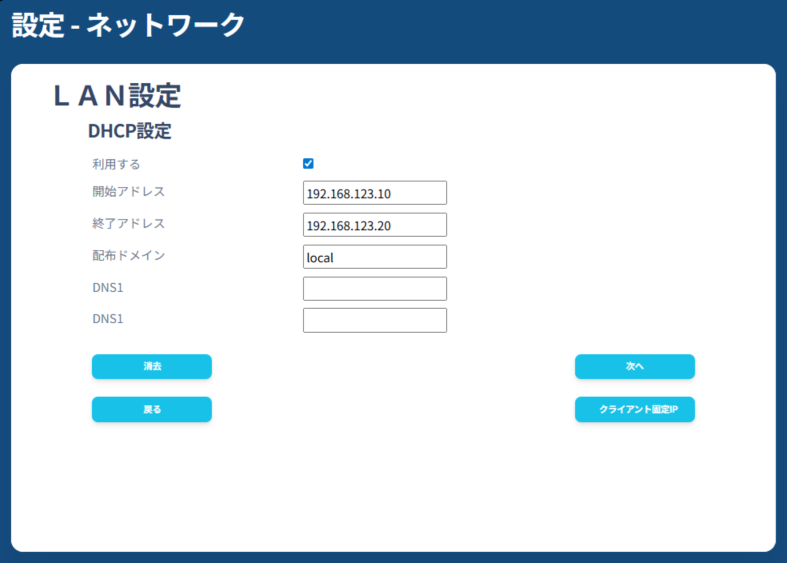 設定 - ネットワーク
ＬＡＮ設定
DHCP設定
利用する
開始アドレス 192.168.123.10
終了アドレス 192.168.123.20
配布ドメイン local
DNS1
DNS1
消去 次へ
戻る クライアント固定IP